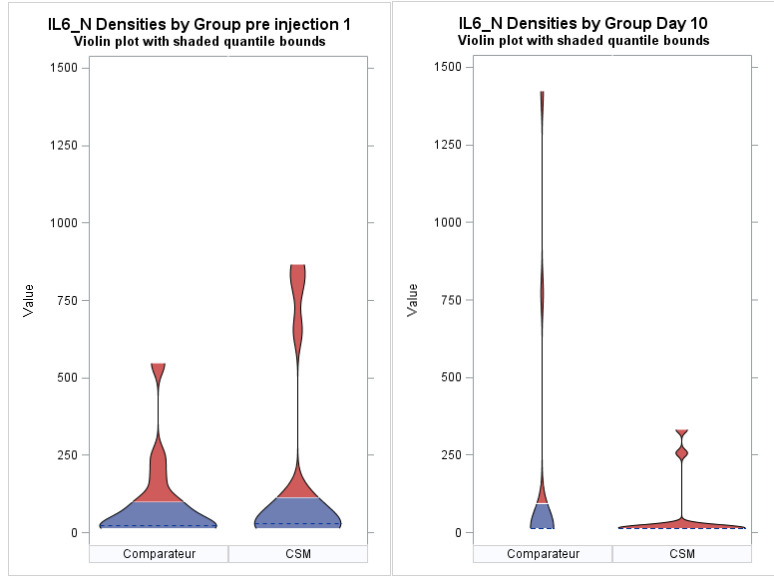 IL6_N Densities by Group pre injection 1
Violin plot with shaded quantile bounds
1500
1250
1000
750
500
250
0
Value
Comparateur
CSM
IL6_N Densities by Group Day 10
Violin plot with shaded quantile bounds
1500
1250
1000
750
500
250
0
Value
Comparateur
CSM